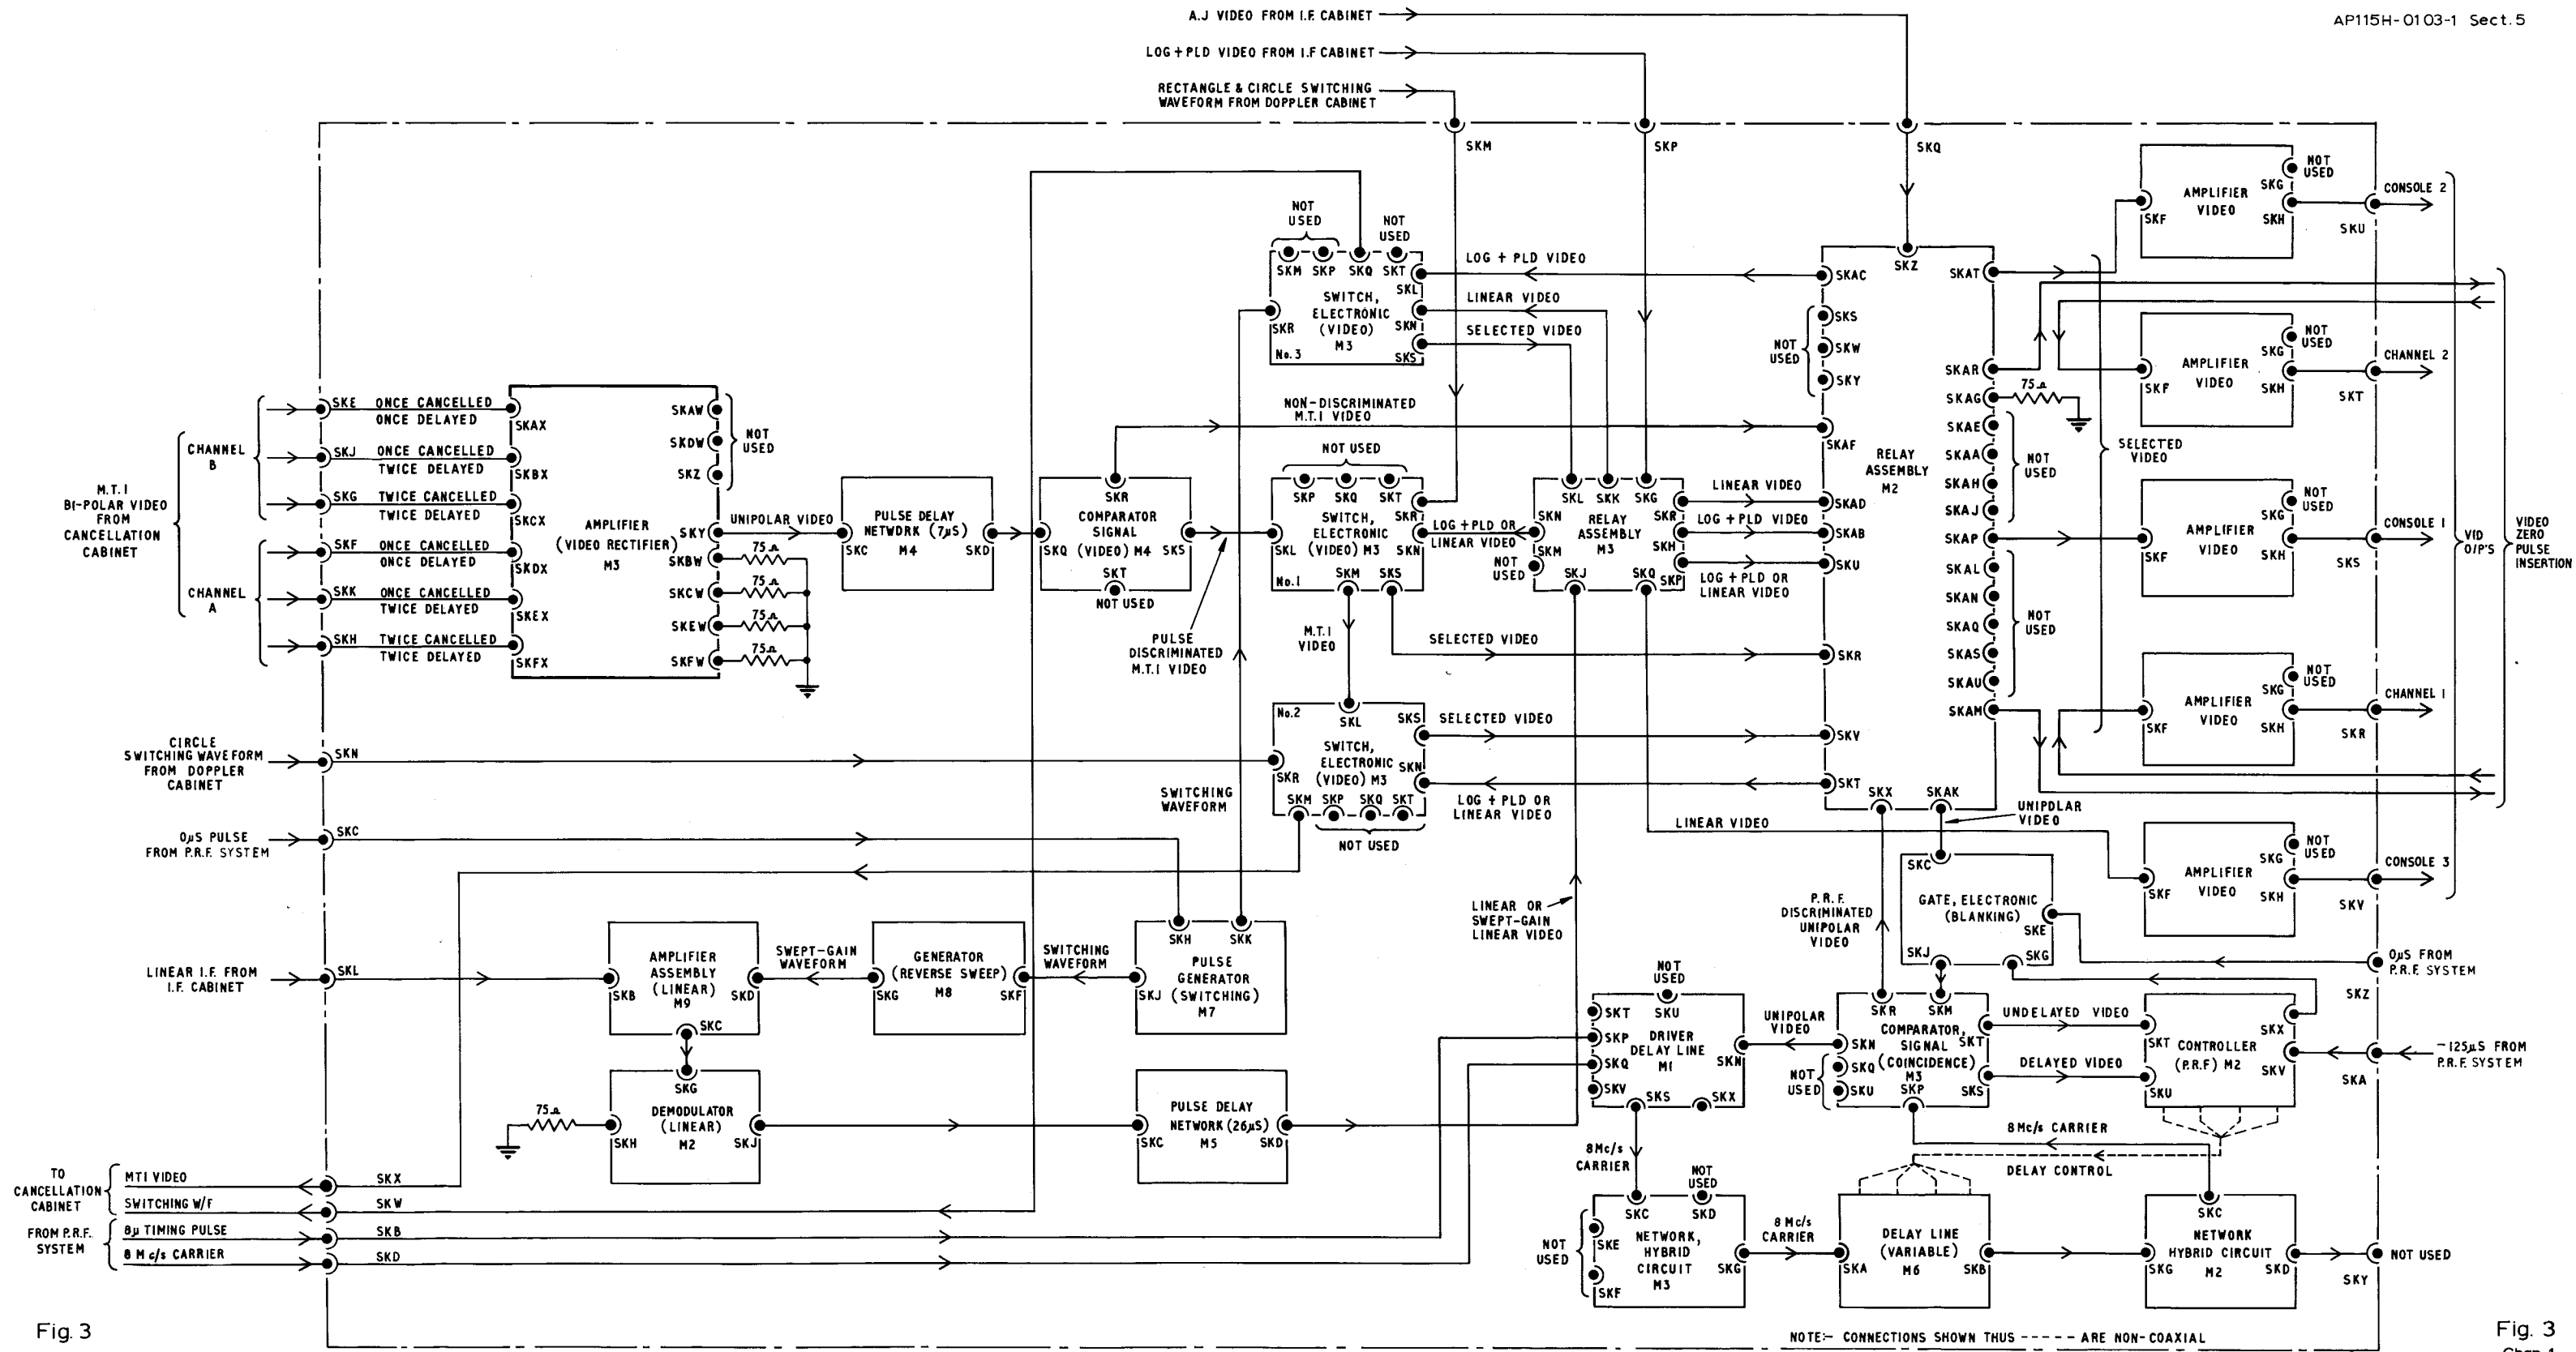 AP115H-0103-1 Sect. 5
A.J VIDEO FROM I.F. CABINET
LOG + PLD VIDEO FROM I.F CABINET
RECTANGLE & CIRCLE SWITCHING
WAVEFORM FROM DOPPLER CABINET
SKM
SKP
SKQ
M.T.I
BI-POLAR VIDEO
FROM
CANCELLATION
CABINET
CHANNEL
B
CHANNEL
A
SKE ONCE CANCELLED
ONCE DELAYED
SKJ ONCE CANCELLED
TWICE DELAYED
SKG TWICE CANCELLED
TWICE DELAYED
SKF ONCE CANCELLED
ONCE DELAYED
SKK ONCE CANCELLED
TWICE DELAYED
SKH TWICE CANCELLED
TWICE DELAYED
SKAX
SKBX
SKCX
SKDX
SKEX
SKFX
AMPLIFIER
(VIDEO RECTIFIER)
M3
SKAW
SKDW
SKZ
NOT
USED
SKY
SKBW
SKCW
SKEW
SKFW
75Ω
75Ω
75Ω
75Ω
UNIPOLAR VIDEO
SKC
PULSE DELAY
NETWORK (7µS)
M4
SKD
SKR
COMPARATOR
SIGNAL
SKQ (VIDEO) M4 SKS
SKT
NOT USED
PULSE
DISCRIMINATED
M.T.I VIDEO
NON-DISCRIMINATED
M.T.I VIDEO
NOT
USED
NOT
USED
SKM SKP SKQ SKT
SKL
SWITCH,
ELECTRONIC
(VIDEO)
M3
SKR
SKN
No.3
SKS
LOG + PLD VIDEO
LINEAR VIDEO
SELECTED VIDEO
NOT USED
SKP SKQ SKT
SKR
SWITCH,
ELECTRONIC
SKL (VIDEO) M3 SKN
SKM SKS
No.1
LOG + PLD OR
LINEAR VIDEO
M.T.I
VIDEO
SELECTED VIDEO
SKL SKK SKG
SKN
RELAY
ASSEMBLY
M3
SKR
SKH
SKM
NOT
USED
SKJ SKQ SKP
LINEAR VIDEO
LOG + PLD VIDEO
LOG + PLD OR
LINEAR VIDEO
No.2
SKL
SKS
SWITCH,
ELECTRONIC
(VIDEO) M3
SKN
SKR
SKM SKP SKQ SKT
NOT USED
SELECTED VIDEO
LOG + PLD OR
LINEAR VIDEO
SKZ
SKAC
SKS
SKW
SKY
NOT
USED
SKAF
SKAD
SKAB
SKU
SKR
SKV
SKT
RELAY
ASSEMBLY
M2
SKX
SKAK
SKAT
SKAR
SKAG
75Ω
SKAE
SKAA
SKAH
SKAJ
NOT
USED
SKAP
SKAL
SKAN
SKAQ
SKAS
SKAU
NOT
USED
SKAM
SELECTED
VIDEO
AMPLIFIER
VIDEO
SKF
SKG
SKH
NOT
USED
CONSOLE 2
SKU
AMPLIFIER
VIDEO
SKF
SKG
SKH
NOT
USED
CHANNEL 2
SKT
AMPLIFIER
VIDEO
SKF
SKG
SKH
NOT
USED
CONSOLE 1
SKS
AMPLIFIER
VIDEO
SKF
SKG
SKH
NOT
USED
CHANNEL 1
SKR
AMPLIFIER
VIDEO
SKF
SKG
SKH
NOT
USED
CONSOLE 3
SKV
VID
O/P'S
VIDEO
ZERO
PULSE
INSERTION
CIRCLE
SWITCHING WAVEFORM
FROM DOPPLER
CABINET
SKN
0µS PULSE
FROM P.R.F. SYSTEM
SKC
SWITCHING
WAVEFORM
LINEAR I.F. FROM
I.F. CABINET
SKL
SKB
AMPLIFIER
ASSEMBLY
(LINEAR)
M9
SKD
SKC
SWEPT-GAIN
WAVEFORM
GENERATOR
(REVERSE SWEEP)
M8
SKG
SKF
SWITCHING
WAVEFORM
SKH SKK
PULSE
GENERATOR
(SWITCHING)
M7
SKJ
SKG
DEMODULATOR
(LINEAR)
M2
SKH
SKJ
75Ω
PULSE DELAY
NETWORK (26µS)
M5
SKC
SKD
LINEAR OR
SWEPT-GAIN
LINEAR VIDEO
LINEAR VIDEO
P.R.F.
DISCRIMINATED
UNIPOLAR
VIDEO
UNIPOLAR
VIDEO
SKC
GATE, ELECTRONIC
(BLANKING)
SKE
SKJ
SKG
0µS FROM
P.R.F. SYSTEM
SKZ
NOT
USED
SKU
SKT
SKP
SKQ
SKV
DRIVER
DELAY LINE
M1
SKN
SKS
SKX
UNIPOLAR
VIDEO
SKR SKM
COMPARATOR,
SIGNAL
(COINCIDENCE)
M3
SKN
SKQ
SKU
NOT
USED
SKP
SKT
SKS
UNDELAYED VIDEO
DELAYED VIDEO
CONTROLLER
(P.R.F) M2
SKT
SKU
SKX
SKV
-125µS FROM
P.R.F. SYSTEM
SKA
8Mc/s
CARRIER
8Mc/s CARRIER
DELAY CONTROL
NOT
USED
SKC
SKD
NOT
USED
SKE
SKF
NETWORK,
HYBRID
CIRCUIT
M3
SKG
8 Mc/s
CARRIER
DELAY LINE
(VARIABLE)
M6
SKA
SKB
SKC
NETWORK
HYBRID CIRCUIT
M2
SKG
SKD
NOT USED
SKY
TO
CANCELLATION
CABINET
MTI VIDEO
SKX
SWITCHING W/F
SKW
FROM P.R.F.
SYSTEM
8µ TIMING PULSE
SKB
8 Mc/s CARRIER
SKD
NOTE:- CONNECTIONS SHOWN THUS ----- ARE NON-COAXIAL
Fig. 3
Fig. 3